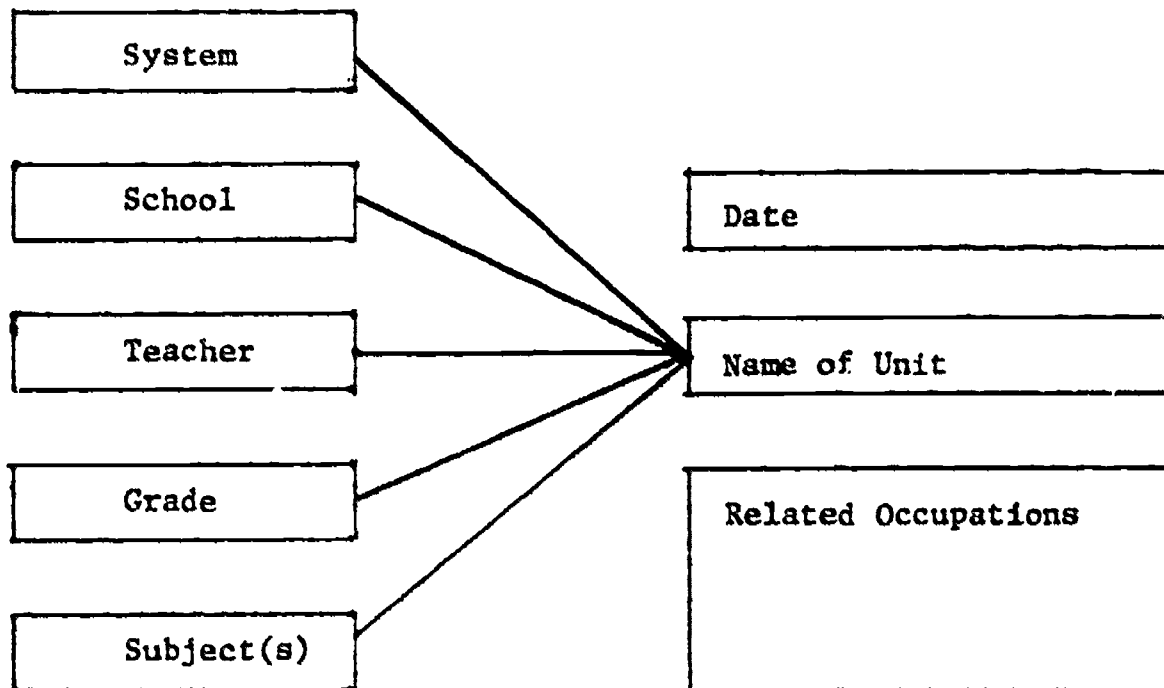 System
School
Teacher
Grade
Subject(s)
Date
Name of Unit
Related Occupations